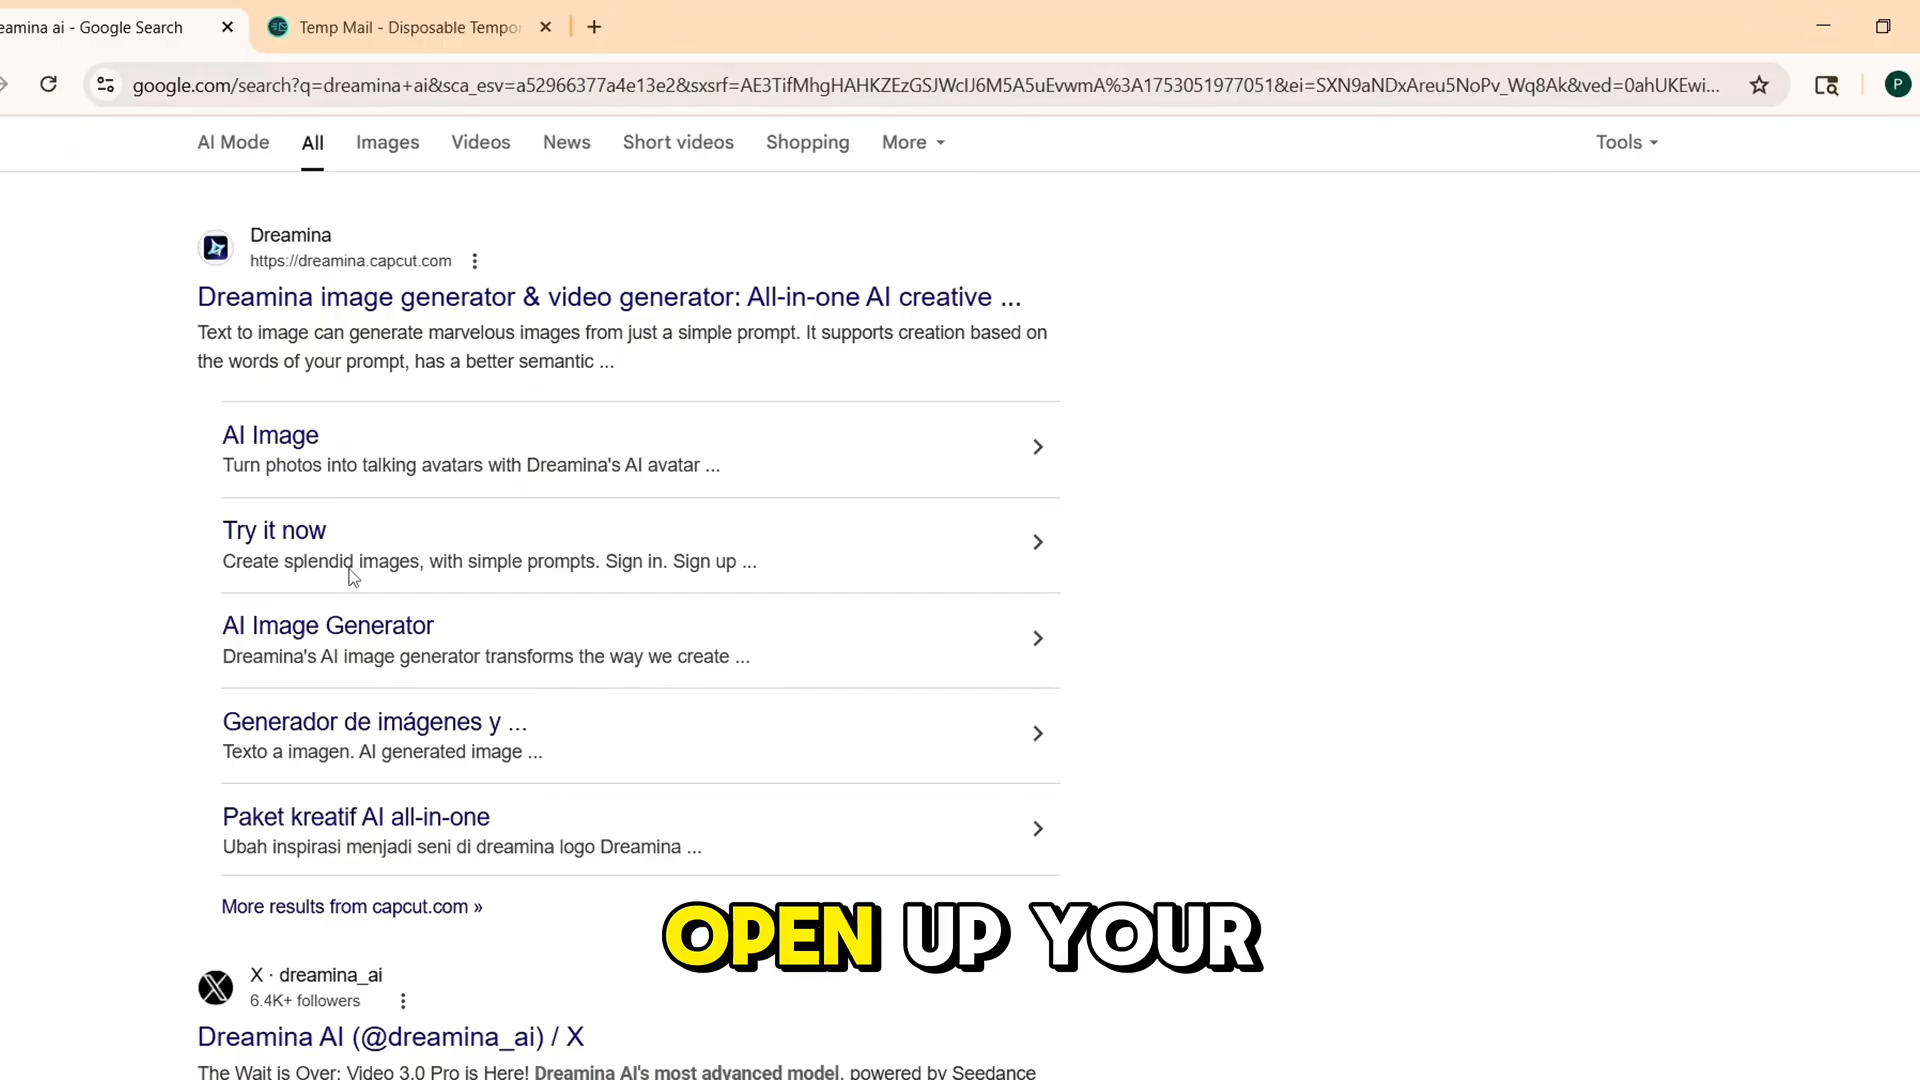 eamina ai - Google Search
Temp Mail - Disposable Tempo
google.com/search?q=dreamina+ai&sca_esv=a52966377a4e13e2&sxsrf=AE3TifMhgHAHKZEzGSJWcIJ6M5A5uEvwmA%3A1753051977051&ei=SXN9aNDxAreu5NoPv_Wq8Ak&ved=0ahUKEwi...
P
AI Mode
All
Images
Videos
News
Short videos
Shopping
More
Tools
Dreamina
https://dreamina.capcut.com
Dreamina image generator & video generator: All-in-one AI creative ...
Text to image can generate marvelous images from just a simple prompt. It supports creation based on
the words of your prompt, has a better semantic ...
AI Image
Turn photos into talking avatars with Dreamina's AI avatar ...
Try it now
Create splendid images, with simple prompts. Sign in. Sign up ...
AI Image Generator
Dreamina's AI image generator transforms the way we create ...
Generador de imágenes y ...
Texto a imagen. AI generated image ...
Paket kreatif AI all-in-one
Ubah inspirasi menjadi seni di dreamina logo Dreamina ...
More results from capcut.com »
OPEN UP YOUR
X · dreamina_ai
6.4K+ followers
Dreamina AI (@dreamina_ai) / X
The Wait is Over: Video 3.0 Pro is Here! Dreamina AI's most advanced model, powered by Seedance